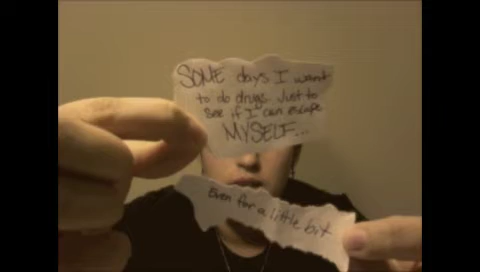 SOME days I want
to do drugs Just to
see if I can escape
MYSELF...
Even for a little bit